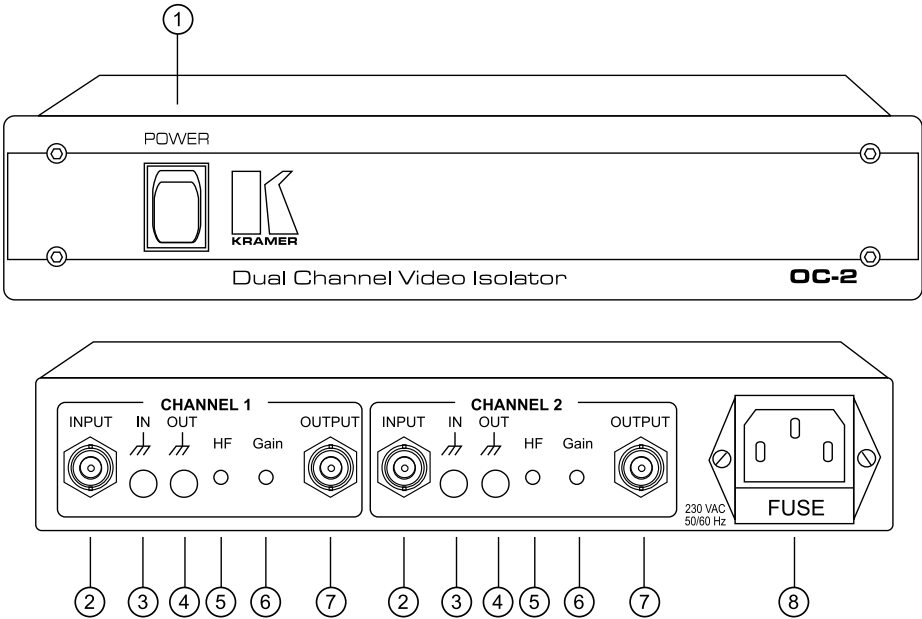 1
POWER
KRAMER
Dual Channel Video Isolator OC-2
CHANNEL 1 CHANNEL 2
INPUT IN OUT HF Gain OUTPUT INPUT IN OUT HF Gain OUTPUT
230 VAC
50/60 Hz
FUSE
2 3 4 5 6 7 2 3 4 5 6 7 8